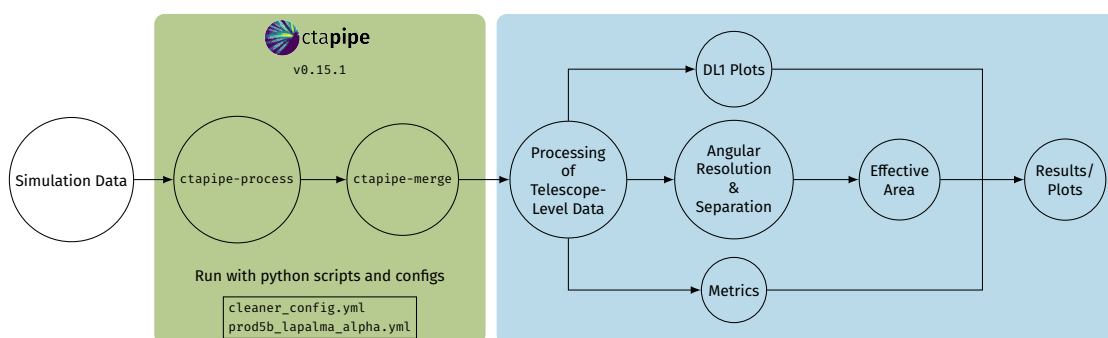 ctapipe
v0.15.1
Simulation Data
ctapipe-process
ctapipe-merge
Run with python scripts and configs
cleaner_config.yml
prod5b_lapalma_alpha.yml
Processing
of
Telescope-
Level Data
DL1 Plots
Angular
Resolution
&
Separation
Metrics
Effective
Area
Results/
Plots